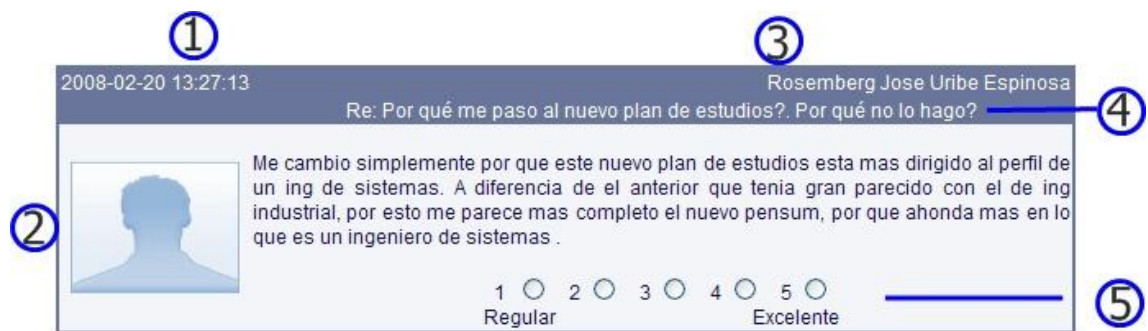 1
3
2008-02-20 13:27:13
Rosemberg Jose Uribe Espinosa
Re: Por qué me paso al nuevo plan de estudios?. Por qué no lo hago?
4
2
Me cambio simplemente por que este nuevo plan de estudios esta mas dirigido al perfil de
un ing de sistemas. A diferencia de el anterior que tenia gran parecido con el de ing
industrial, por esto me parece mas completo el nuevo pensum, por que ahonda mas en lo
que es un ingeniero de sistemas .
1 2 3 4 5
Regular Excelente
5